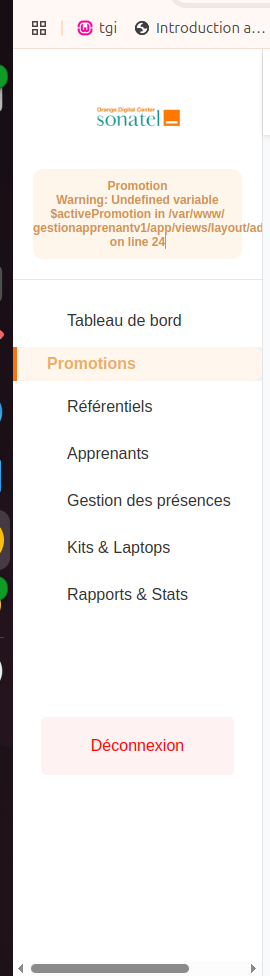 tgi
Introduction a...
Orange Digital Center
sonatel
Promotion
Warning: Undefined variable
$activePromotion in /var/www/
gestionapprenantv1/app/views/layout/ad
on line 24
Tableau de bord
Promotions
Référentiels
Apprenants
Gestion des présences
Kits & Laptops
Rapports & Stats
Déconnexion